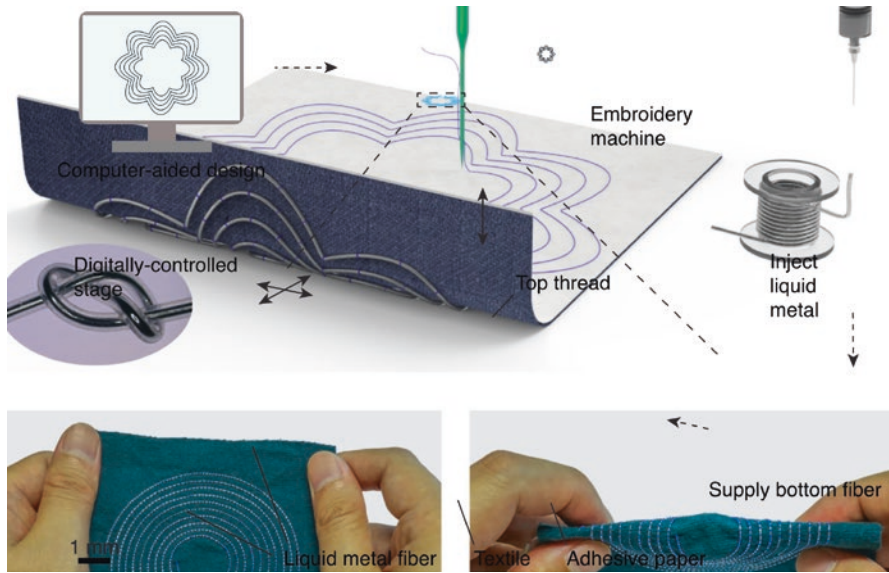 Embroidery
machine
Computer-aided design
Digitally-controlled
stage
Top thread
Inject
liquid
metal
Supply bottom fiber
1 mm
Liquid metal fiber
Textile
Adhesive paper